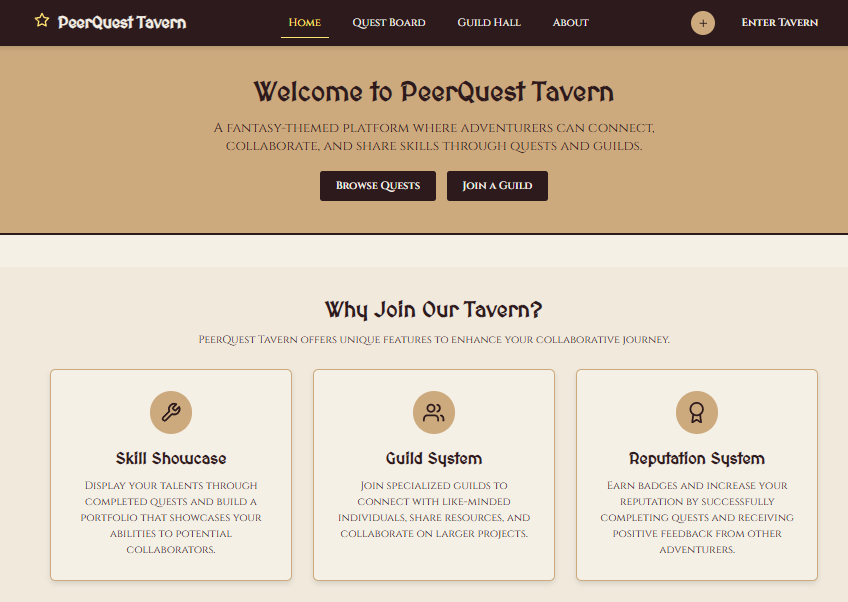 PeerQuest Tavern
Home
Quest Board
Guild Hall
About
+
Enter Tavern
Welcome to PeerQuest Tavern
A fantasy-themed platform where adventurers can connect,
collaborate, and share skills through quests and guilds.
Browse Quests
Join a Guild
Why Join Our Tavern?
PeerQuest Tavern offers unique features to enhance your collaborative journey.
Skill Showcase
Display your talents through
completed quests and build a
portfolio that showcases your
abilities to potential
collaborators.
Guild System
Join specialized guilds to
connect with like-minded
individuals, share resources, and
collaborate on larger projects.
Reputation System
Earn badges and increase your
reputation by successfully
completing quests and receiving
positive feedback from other
adventurers.